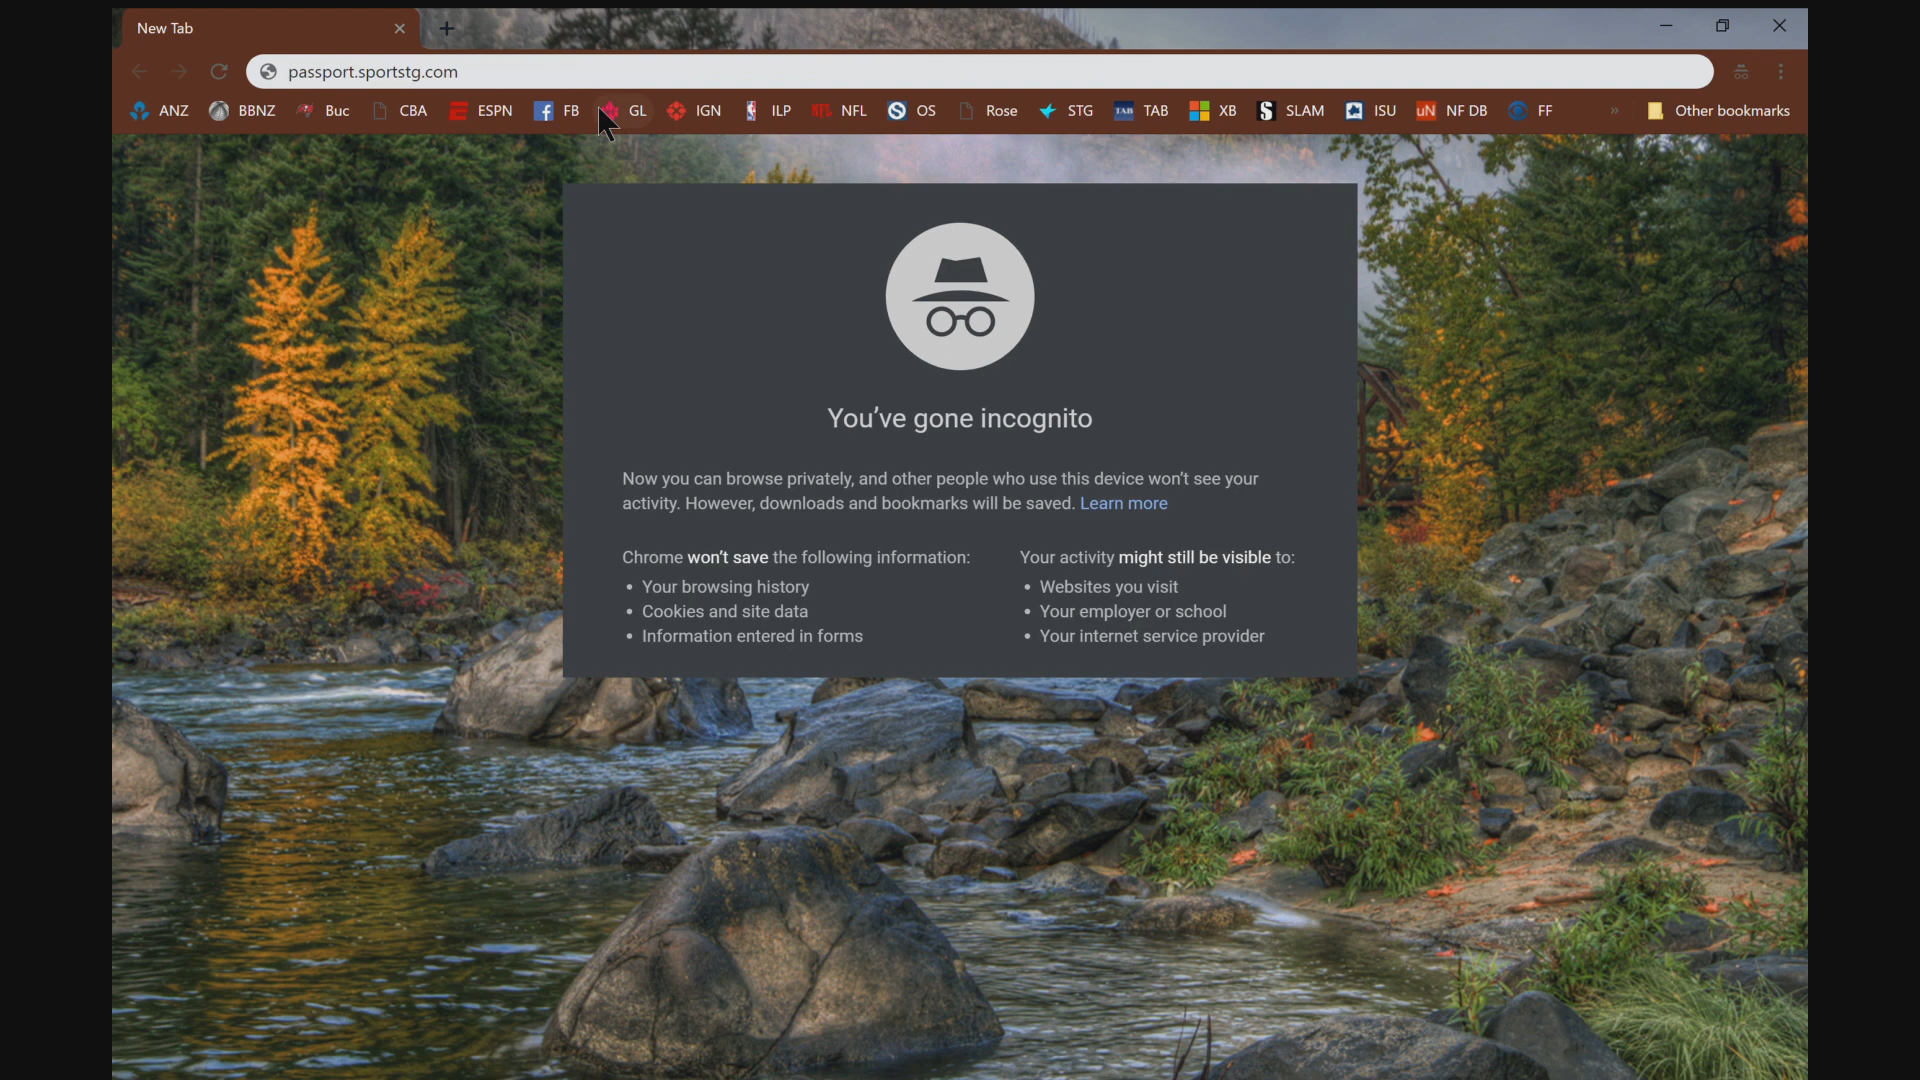 New Tab
passport.sportstg.com
ANZ BBNZ Buc CBA ESPN FB GL IGN ILP NFL OS Rose STG TAB XB SLAM ISU NF DB FF » Other bookmarks
You've gone incognito
Now you can browse privately, and other people who use this device won't see your
activity. However, downloads and bookmarks will be saved. Learn more
Chrome won't save the following information:
• Your browsing history
• Cookies and site data
• Information entered in forms
Your activity might still be visible to:
• Websites you visit
• Your employer or school
• Your internet service provider